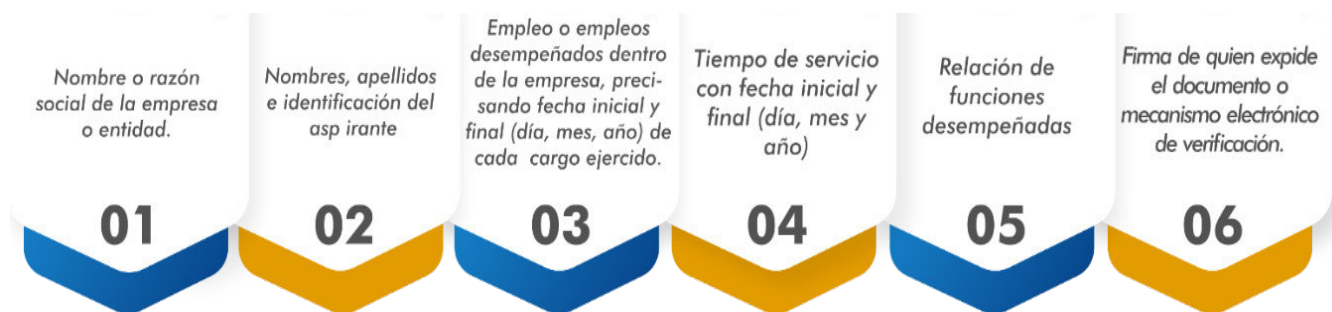 Nombre o razón
social de la empresa
o entidad.
01
Nombres, apellidos
e identificación del
asp irante
02
Empleo o empleos
desempeñados dentro
de la empresa, preci-
sando fecha inicial y
final (día, mes, año) de
cada cargo ejercido.
03
Tiempo de servicio
con fecha inicial y
final (día, mes y
año)
04
Relación de
funciones
desempeñadas
05
Firma de quien expide
el documento o
mecanismo electrónico
de verificación.
06